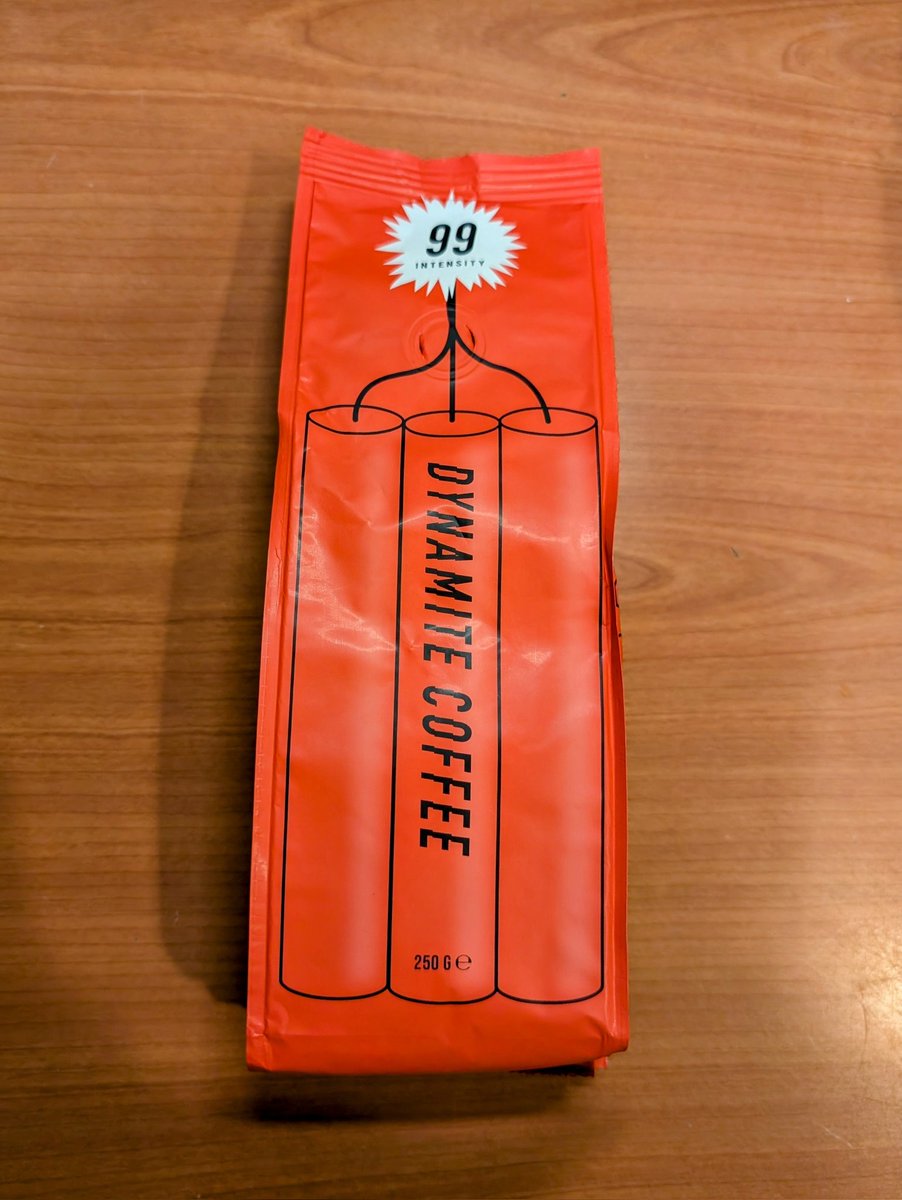 99
INTENSITY
DYNAMITE COFFEE
250 G ℮